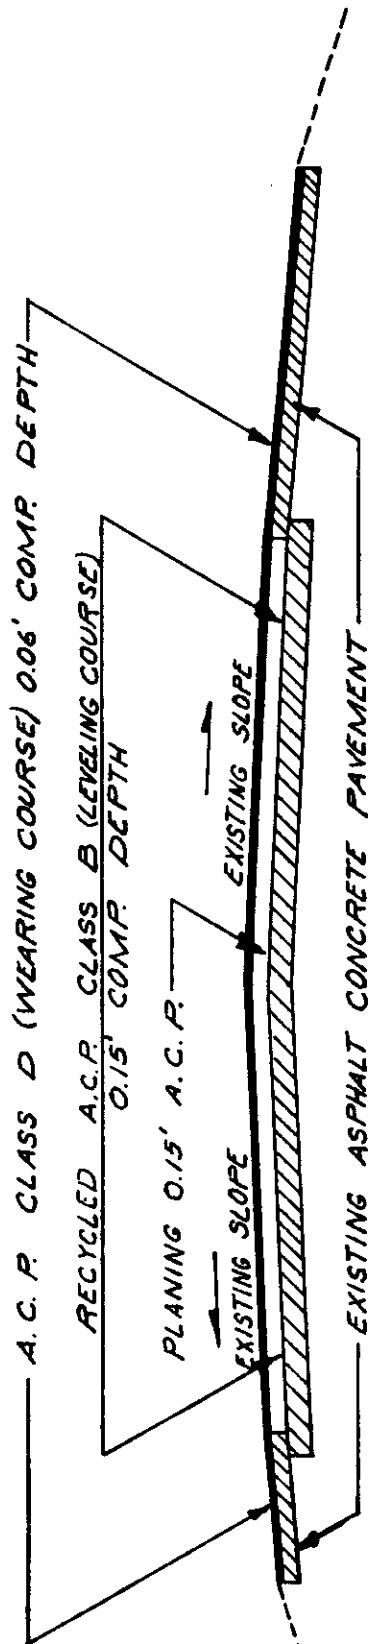 A.C.P. CLASS D (WEARING COURSE) 0.06' COMP. DEPTH
RECYCLED A.C.P. CLASS B (LEVELING COURSE)
0.15' COMP. DEPTH
PLANING 0.15' A.C.P.
EXISTING SLOPE
EXISTING SLOPE
EXISTING ASPHALT CONCRETE PAVEMENT